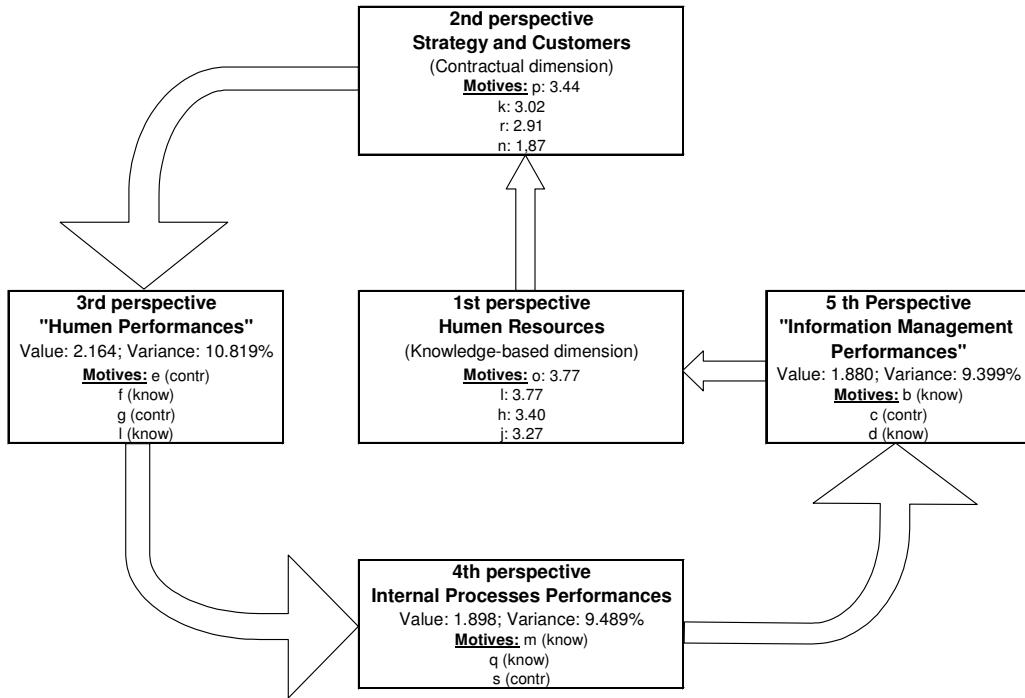 2nd perspective
Strategy and Customers
(Contractual dimension)
Motives: p: 3.44
k: 3.02
r: 2.91
n: 1,87
3rd perspective
"Humen Performances"
Value: 2.164; Variance: 10.819%
Motives: e (contr)
f (know)
g (contr)
l (know)
1st perspective
Human Resources
(Knowledge-based dimension)
Motives: o: 3.77
l: 3.77
h: 3.40
j: 3.27
5 th Perspective
"Information Management
Performances"
Value: 1.880; Variance: 9.399%
Motives: b (know)
c (contr)
d (know)
4th perspective
Internal Processes Performances
Value: 1.898; Variance: 9.489%
Motives: m (know)
q (know)
s (contr)